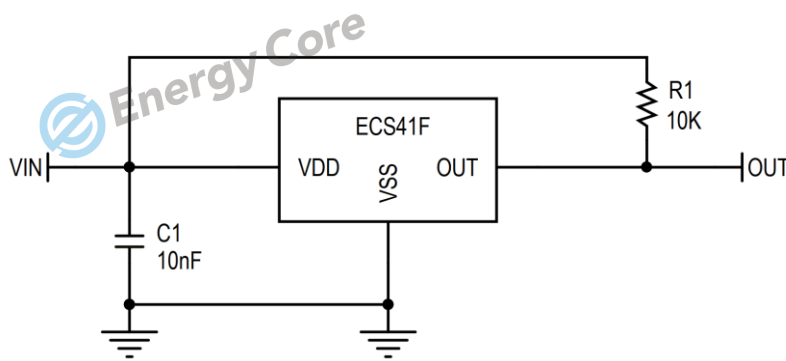 Energy Core
R1
10K
ECS41F
VIN
VDD
VSS
OUT
OUT
C1
10nF